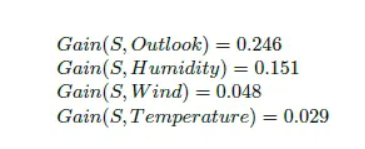 Gain(S, Outlook) = 0.246
Gain(S, Humidity) = 0.151
Gain(S, Wind) = 0.048
Gain(S, Temperature) = 0.029